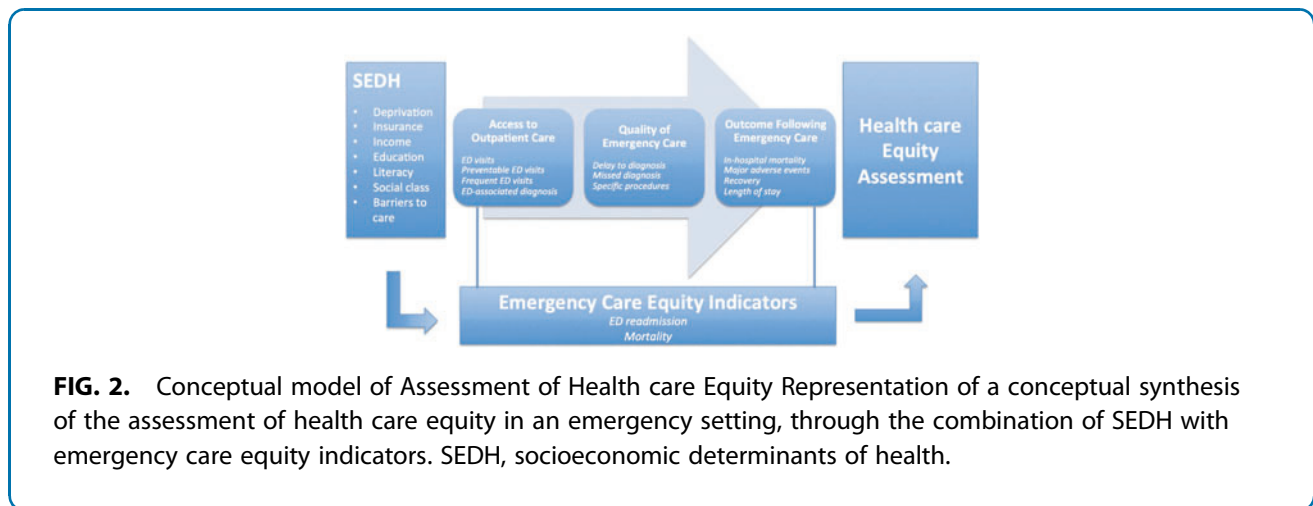 SEDH
• Deprivation
• Insurance
• Income
• Education
• Literacy
• Social class
• Barriers to
care
Access to
Outpatient Care
ED visits
Preventable ED visits
Frequent ED visits
ED-associated diagnosis
Quality of
Emergency Care
Delay to diagnosis
Missed diagnosis
Specific procedures
Outcome Following
Emergency Care
In-hospital mortality
Major adverse events
Recovery
Length of stay
Health care
Equity
Assessment
Emergency Care Equity Indicators
ED readmission
Mortality
FIG. 2. Conceptual model of Assessment of Health care Equity Representation of a conceptual synthesis
of the assessment of health care equity in an emergency setting, through the combination of SEDH with
emergency care equity indicators. SEDH, socioeconomic determinants of health.